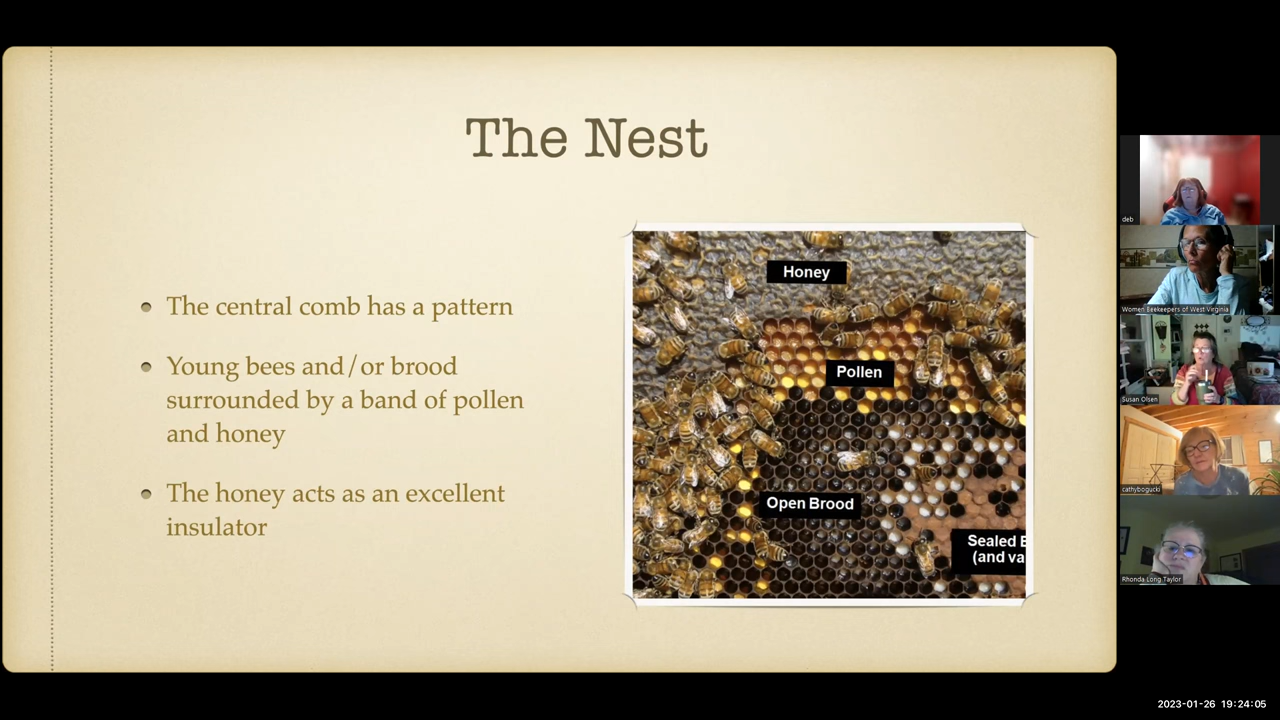 The Nest
The central comb has a pattern
Young bees and/or brood
surrounded by a band of pollen
and honey
The honey acts as an excellent
insulator
Honey
Pollen
Open Brood
Sealed
(and
deb
Women Beekeepers of West Virginia
Susan Olsen
cathybogucki
Rhonda Long Taylor
2023-01-26 19:24:05